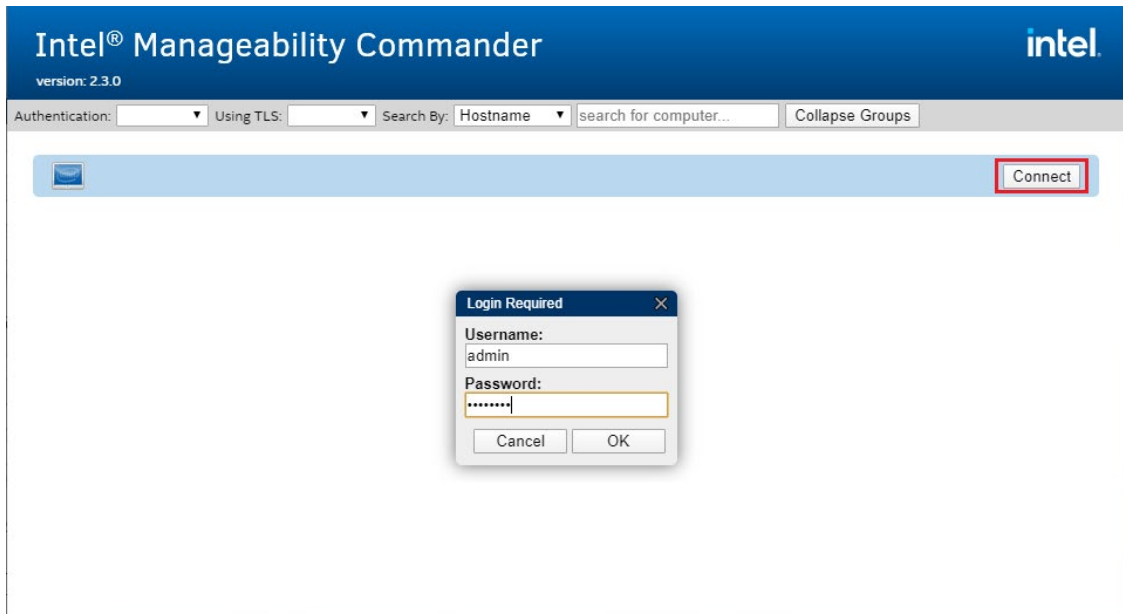 Intel® Manageability Commander
intel.
version: 2.3.0
Authentication: Using TLS: Search By: Hostname search for computer... Collapse Groups
Connect
Login Required
Username:
admin
Password:
••••••••
Cancel OK